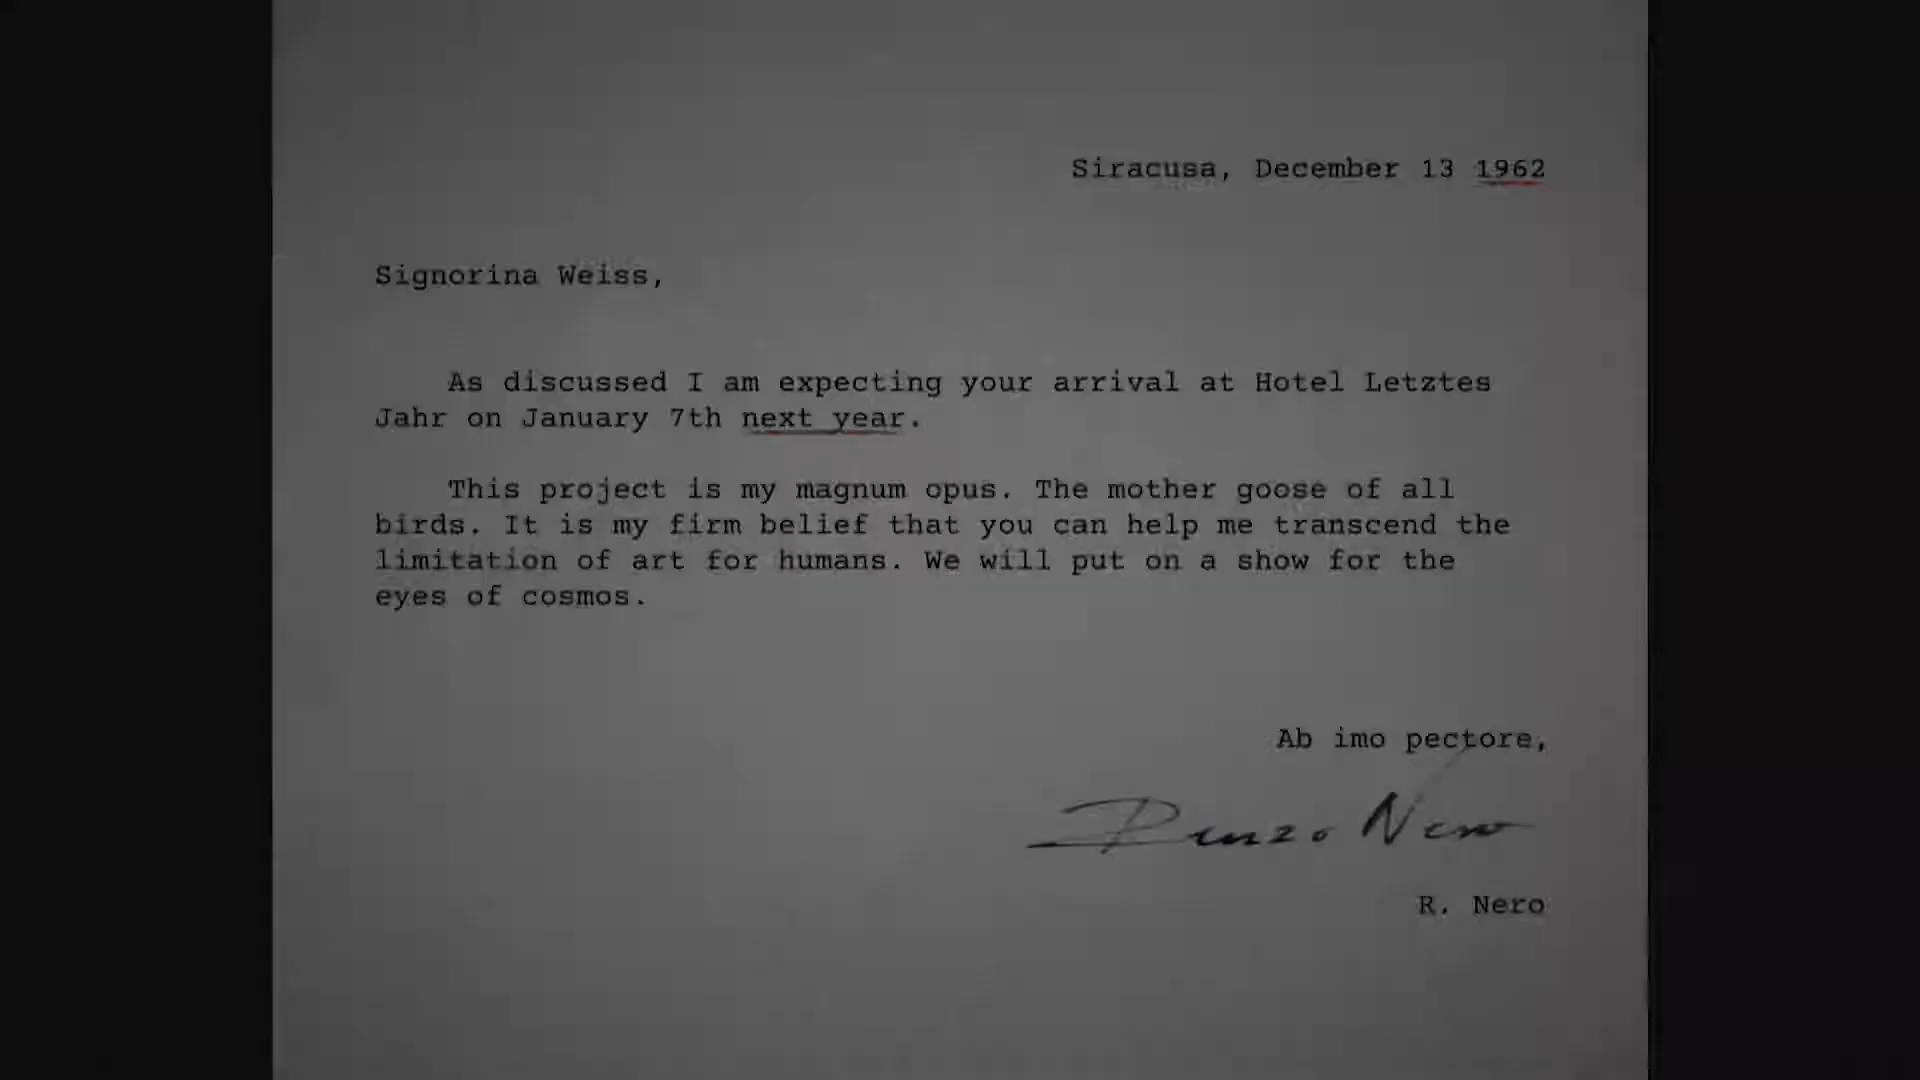 Siracusa, December 13 1962
Signorina Weiss,
As discussed I am expecting your arrival at Hotel Letztes
Jahr on January 7th next year.
This project is my magnum opus. The mother goose of all
birds. It is my firm belief that you can help me transcend the
limitation of art for humans. We will put on a show for the
eyes of cosmos.
Ab imo pectore,
Renzo Nero
R. Nero